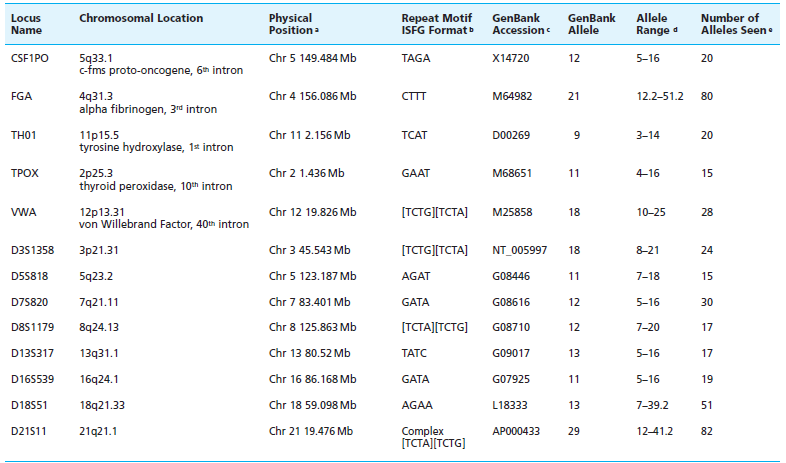 Locus Name Chromosomal Location Physical Position a Repeat Motif ISFG Format b GenBank Accession c GenBank Allele Allele Range d Number of Alleles Seen e
CSF1PO 5q33.1 Chr 5 149.484 Mb TAGA X14720 12 5–16 20
c-fms proto-oncogene, 6th intron
FGA 4q31.3 Chr 4 156.086 Mb CTTT M64982 21 12.2–51.2 80
alpha fibrinogen, 3rd intron
TH01 11p15.5 Chr 11 2.156 Mb TCAT D00269 9 3–14 20
tyrosine hydroxylase, 1st intron
TPOX 2p25.3 Chr 2 1.436 Mb GAAT M68651 11 4–16 15
thyroid peroxidase, 10th intron
VWA 12p13.31 Chr 12 19.826 Mb [TCTG][TCTA] M25858 18 10–25 28
von Willebrand Factor, 40th intron
D3S1358 3p21.31 Chr 3 45.543 Mb [TCTG][TCTA] NT_005997 18 8–21 24
D5S818 5q23.2 Chr 5 123.187 Mb AGAT G08446 11 7–18 15
D7S820 7q21.11 Chr 7 83.401 Mb GATA G08616 12 5–16 30
D8S1179 8q24.13 Chr 8 125.863 Mb [TCTA][TCTG] G08710 12 7–20 17
D13S317 13q31.1 Chr 13 80.52 Mb TATC G09017 13 5–16 17
D16S539 16q24.1 Chr 16 86.168 Mb GATA G07925 11 5–16 19
D18S51 18q21.33 Chr 18 59.098 Mb AGAA L18333 13 7–39.2 51
D21S11 21q21.1 Chr 21 19.476 Mb Complex AP000433 29 12–41.2 82
[TCTA][TCTG]